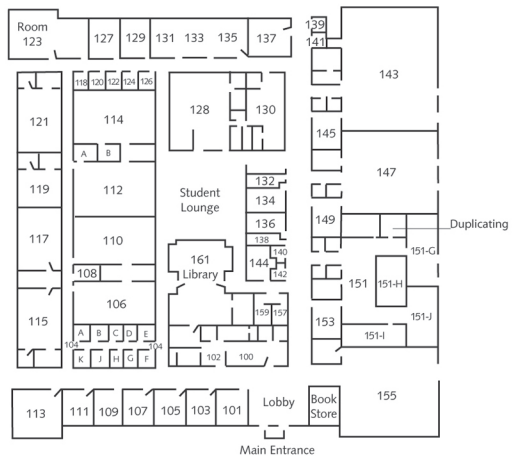 Room
123
127
129
131
133
135
137
139
141
143
118
120
122
124
126
121
114
128
130
145
A
B
147
119
112
Student
Lounge
132
134
136
138
149
Duplicating
117
110
161
Library
144
140
142
151-G
108
151
151-H
115
106
159
157
153
151-J
A
B
C
D
E
151-I
104
104
K
J
H
G
F
102
100
113
111
109
107
105
103
101
Lobby
Book
Store
155
Main Entrance